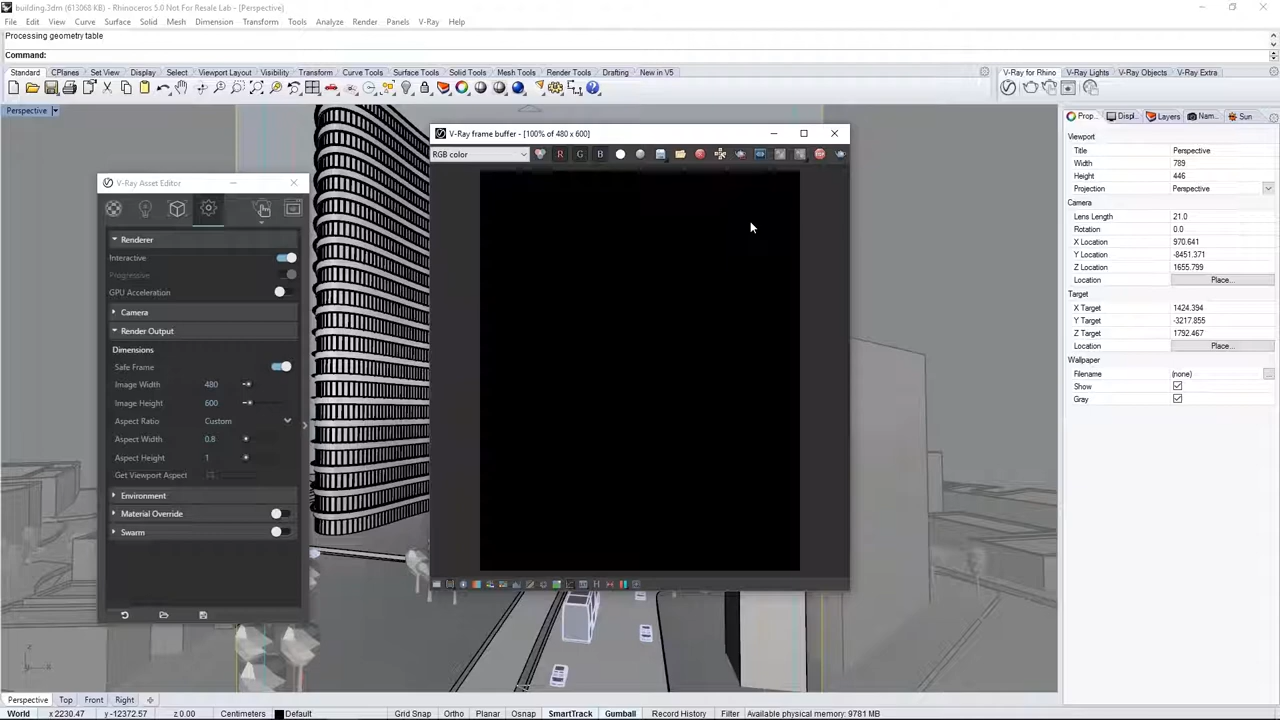 building.3dm (613068 KB) - Rhinoceros 5.0 Not For Resale Lab - [Perspective]
File Edit View Curve Surface Solid Mesh Dimension Transform Tools Analyze Render Panels V-Ray Help
Processing geometry table
Command:
Standard CPlanes Set View Display Select Viewport Layout Visibility Transform Curve Tools Surface Tools Solid Tools Mesh Tools Render Tools Drafting New in V5
V-Ray for Rhino V-Ray Lights V-Ray Objects V-Ray Extra
Perspective
V-Ray frame buffer - [100% of 480 x 600]
RGB color
R G B
V-Ray Asset Editor
Renderer
Interactive
Progressive
GPU Acceleration
Camera
Render Output
Dimensions
Safe Frame
Image Width 480
Image Height 600
Aspect Ratio Custom
Aspect Width 0.8
Aspect Height 1
Get Viewport Aspect
Environment
Material Override
Swarm
Prop... Displ... Layers Nam... Sun
Viewport
Title Perspective
Width 789
Height 446
Projection Perspective
Camera
Lens Length 21.0
Rotation 0.0
X Location 970.641
Y Location -8451.371
Z Location 1655.799
Location Place...
Target
X Target 1424.394
Y Target -3217.855
Z Target 1792.467
Location Place...
Wallpaper
Filename (none) ...
Show
Gray
z
x
Perspective Top Front Right
World x 2230.47 y -12372.57 z 0.00 Centimeters Default Grid Snap Ortho Planar Osnap SmartTrack Gumball Record History Filter Available physical memory: 9781 MB